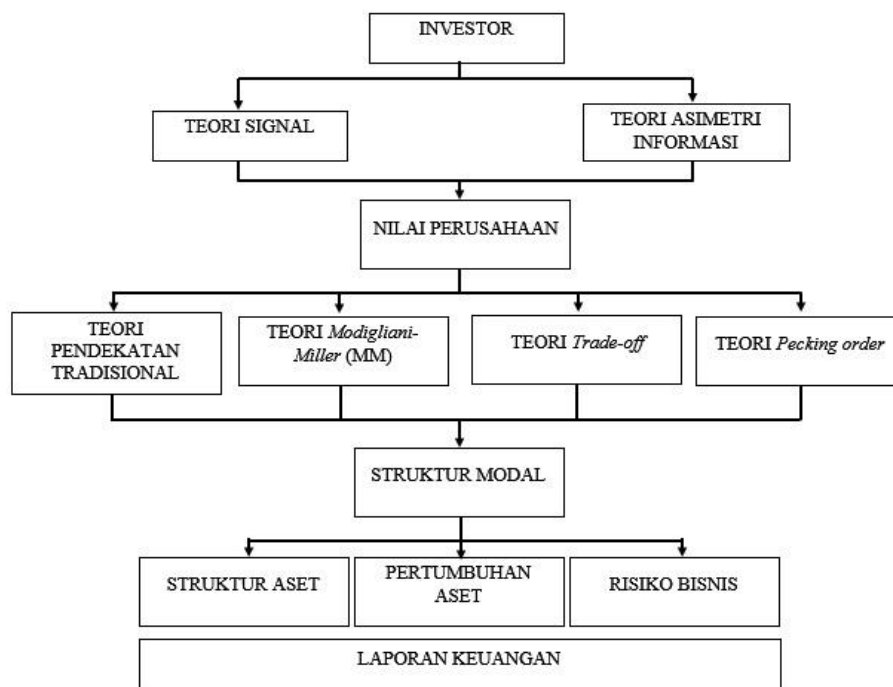 INVESTOR
TEORI SIGNAL
TEORI ASIMETRI
INFORMASI
NILAI PERUSAHAAN
TEORI
PENDEKATAN
TRADISIONAL
TEORI Modigliani-
Miller (MM)
TEORI Trade-off
TEORI Pecking order
STRUKTUR MODAL
STRUKTUR ASET
PERTUMBUHAN
ASET
RISIKO BISNIS
LAPORAN KEUANGAN